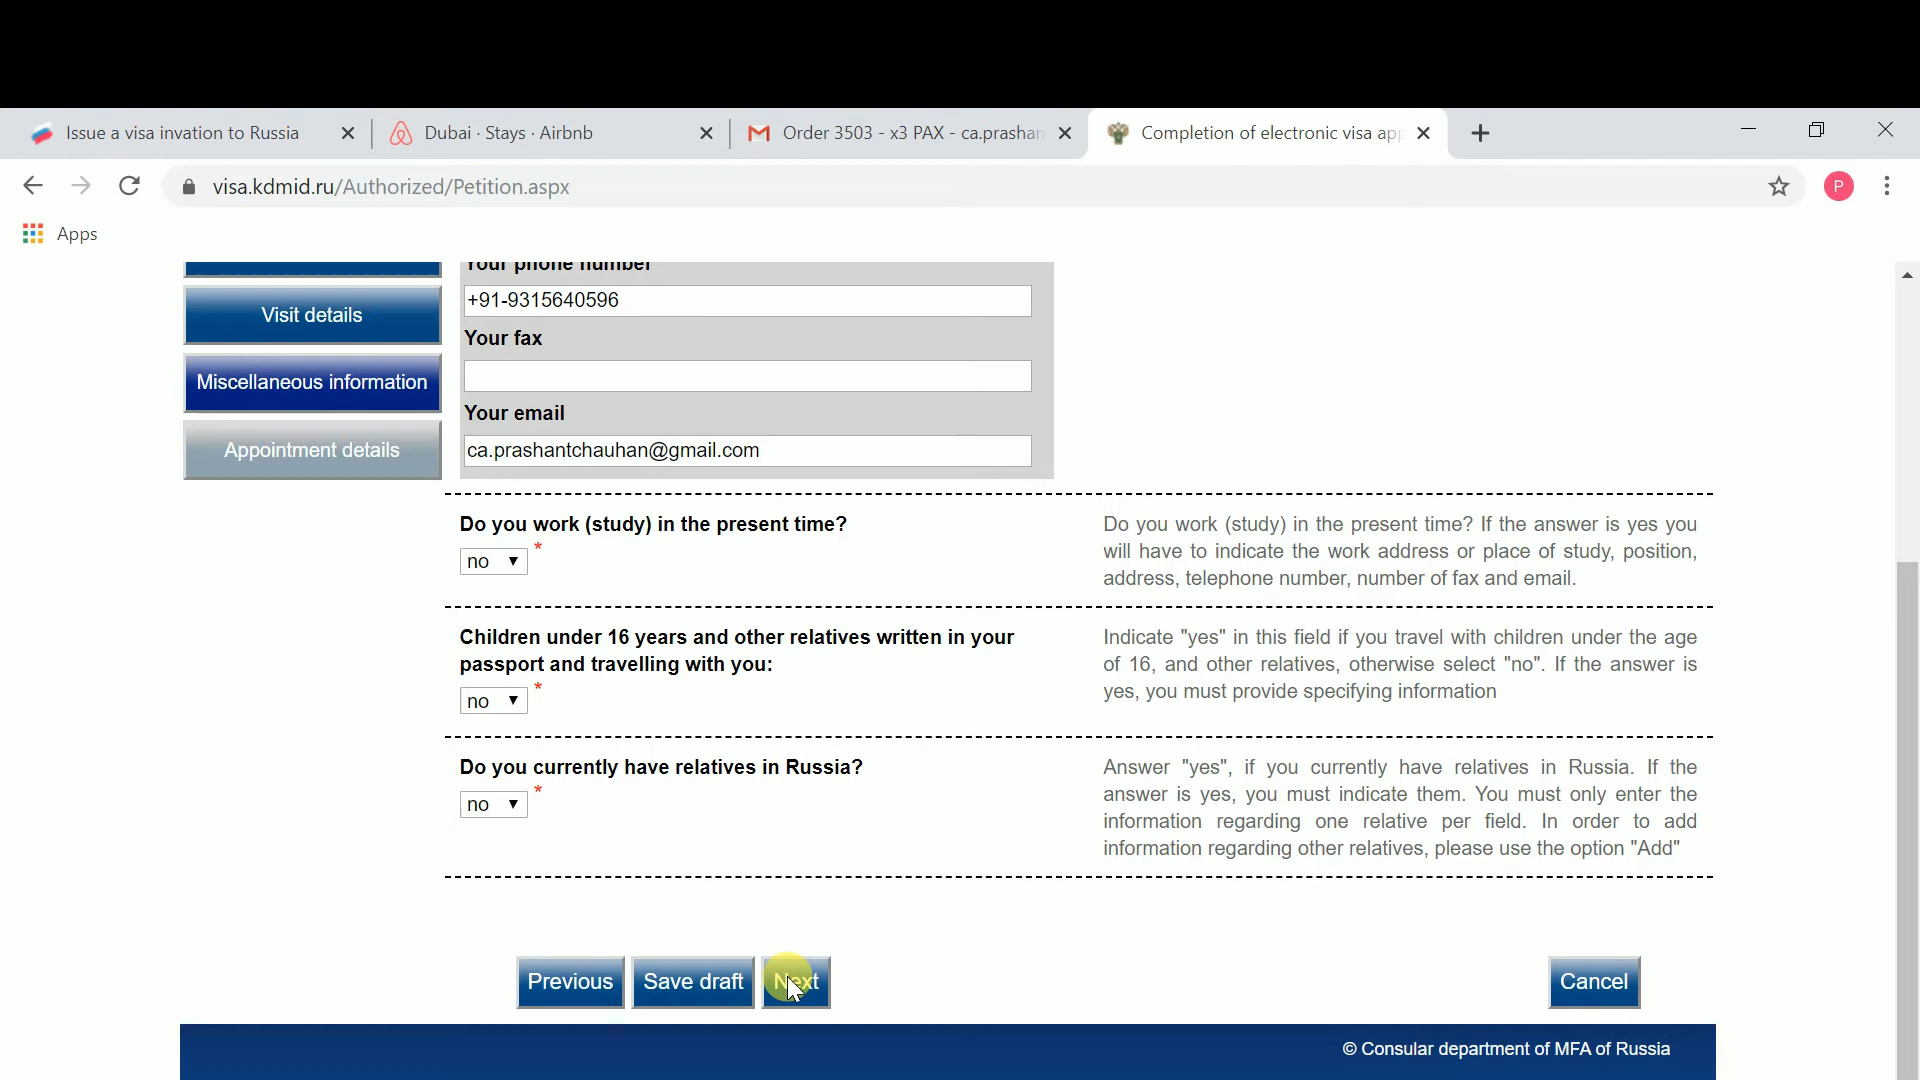 Issue a visa invation to Russia
Dubai · Stays · Airbnb
Order 3503 - x3 PAX - ca.prashan
Completion of electronic visa app
visa.kdmid.ru/Authorized/Petition.aspx
P
Apps
Your phone number
+91-9315640596
Visit details
Your fax
Miscellaneous information
Your email
ca.prashantchauhan@gmail.com
Appointment details
Do you work (study) in the present time?
no
*
Do you work (study) in the present time? If the answer is yes you
will have to indicate the work address or place of study, position,
address, telephone number, number of fax and email.
Children under 16 years and other relatives written in your
passport and travelling with you:
no
*
Indicate "yes" in this field if you travel with children under the age
of 16, and other relatives, otherwise select "no". If the answer is
yes, you must provide specifying information
Do you currently have relatives in Russia?
no
*
Answer "yes", if you currently have relatives in Russia. If the
answer is yes, you must indicate them. You must only enter the
information regarding one relative per field. In order to add
information regarding other relatives, please use the option "Add"
Previous
Save draft
Next
Cancel
© Consular department of MFA of Russia